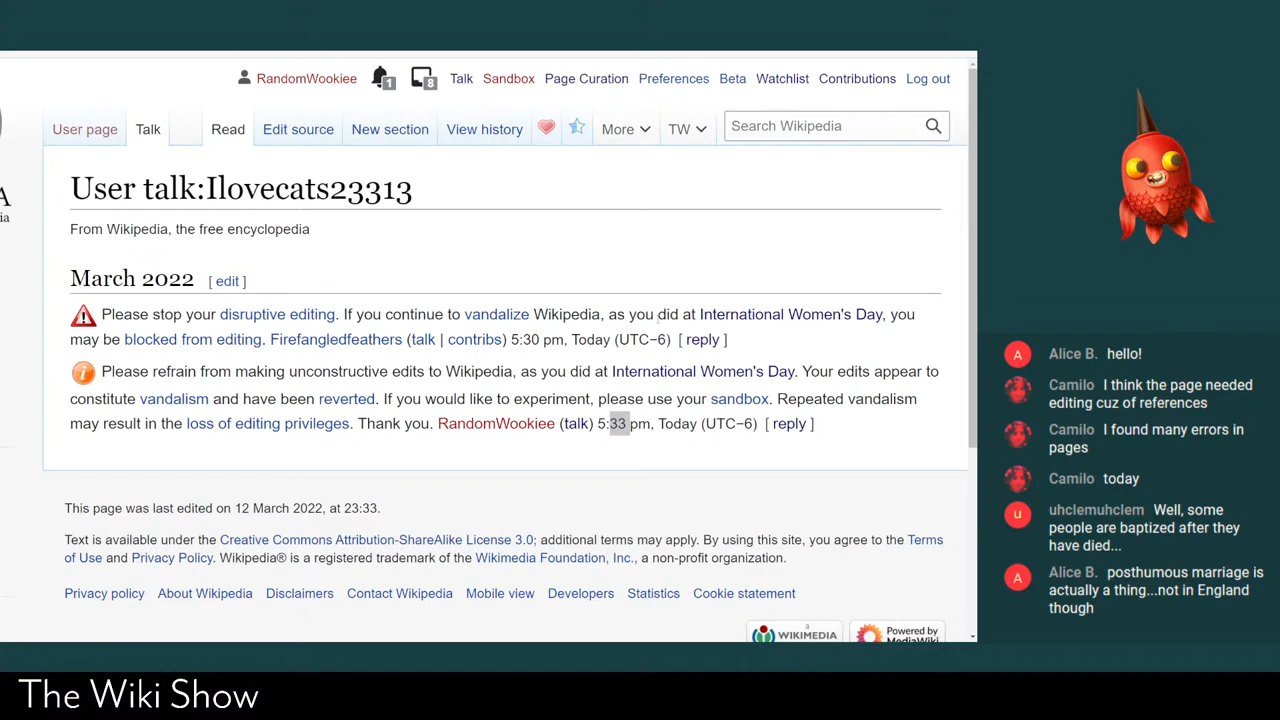 RandomWookiee 1 8 Talk Sandbox Page Curation Preferences Beta Watchlist Contributions Log out
User page Talk Read Edit source New section View history More TW Search Wikipedia
A
ia
User talk:Ilovecats23313
From Wikipedia, the free encyclopedia
March 2022 [ edit ]
Please stop your disruptive editing. If you continue to vandalize Wikipedia, as you did at International Women's Day, you
may be blocked from editing. Firefangledfeathers (talk | contribs) 5:30 pm, Today (UTC−6) [ reply ]
Please refrain from making unconstructive edits to Wikipedia, as you did at International Women's Day. Your edits appear to
constitute vandalism and have been reverted. If you would like to experiment, please use your sandbox. Repeated vandalism
may result in the loss of editing privileges. Thank you. RandomWookiee (talk) 5:33 pm, Today (UTC−6) [ reply ]
This page was last edited on 12 March 2022, at 23:33.
Text is available under the Creative Commons Attribution-ShareAlike License 3.0; additional terms may apply. By using this site, you agree to the Terms
of Use and Privacy Policy. Wikipedia® is a registered trademark of the Wikimedia Foundation, Inc., a non-profit organization.
Privacy policy About Wikipedia Disclaimers Contact Wikipedia Mobile view Developers Statistics Cookie statement
a
WIKIMEDIA
Powered by
MediaWiki
A Alice B. hello!
Camilo I think the page needed
editing cuz of references
Camilo I found many errors in
pages
Camilo today
u uhclemuhclem Well, some
people are baptized after they
have died...
A Alice B. posthumous marriage is
actually a thing...not in England
though
The Wiki Show